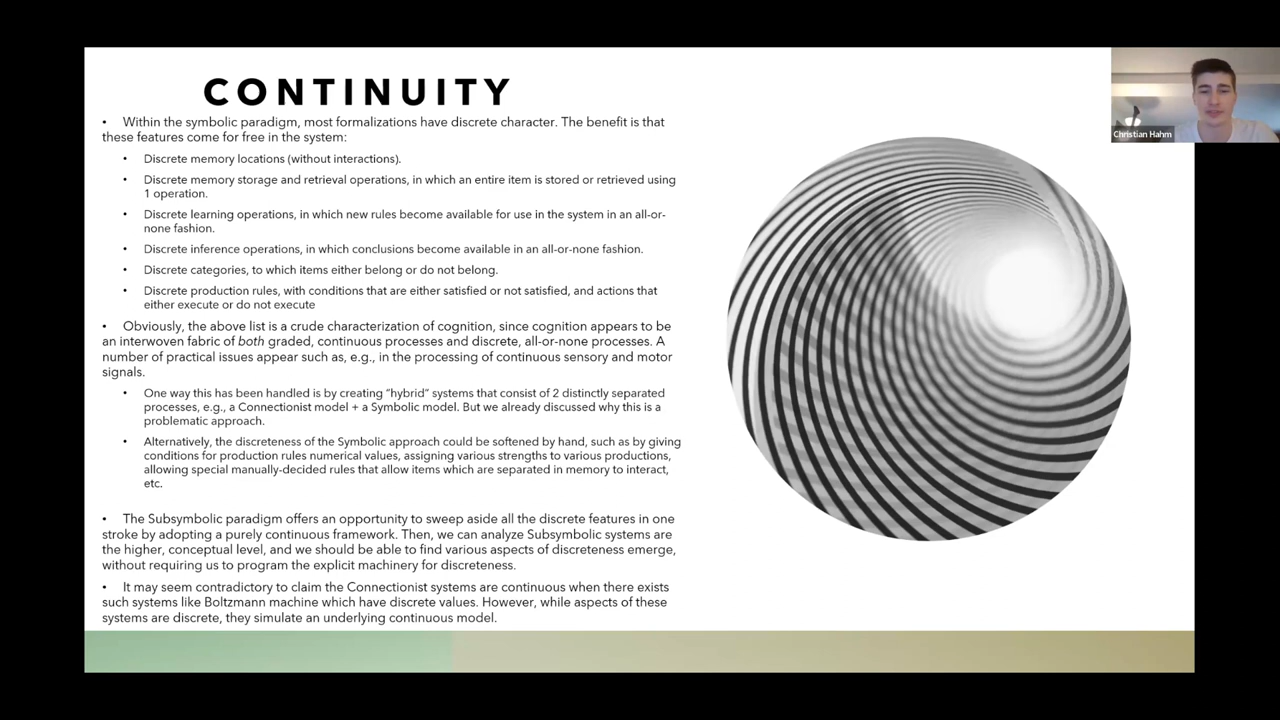 CONTINUITY
• Within the symbolic paradigm, most formalizations have discrete character. The benefit is that
these features come for free in the system:
• Discrete memory locations (without interactions).
• Discrete memory storage and retrieval operations, in which an entire item is stored or retrieved using
1 operation.
• Discrete learning operations, in which new rules become available for use in the system in an all-or-
none fashion.
• Discrete inference operations, in which conclusions become available in an all-or-none fashion.
• Discrete categories, to which items either belong or do not belong.
• Discrete production rules, with conditions that are either satisfied or not satisfied, and actions that
either execute or do not execute
• Obviously, the above list is a crude characterization of cognition, since cognition appears to be
an interwoven fabric of both graded, continuous processes and discrete, all-or-none processes. A
number of practical issues appear such as, e.g., in the processing of continuous sensory and motor
signals.
• One way this has been handled is by creating “hybrid” systems that consist of 2 distinctly separated
processes, e.g., a Connectionist model + a Symbolic model. But we already discussed why this is a
problematic approach.
• Alternatively, the discreteness of the Symbolic approach could be softened by hand, such as by giving
conditions for production rules numerical values, assigning various strengths to various productions,
allowing special manually-decided rules that allow items which are separated in memory to interact,
etc.
• The Subsymbolic paradigm offers an opportunity to sweep aside all the discrete features in one
stroke by adopting a purely continuous framework. Then, we can analyze Subsymbolic systems are
the higher, conceptual level, and we should be able to find various aspects of discreteness emerge,
without requiring us to program the explicit machinery for discreteness.
• It may seem contradictory to claim the Connectionist systems are continuous when there exists
such systems like Boltzmann machine which have discrete values. However, while aspects of these
systems are discrete, they simulate an underlying continuous model.
Christian Hahm